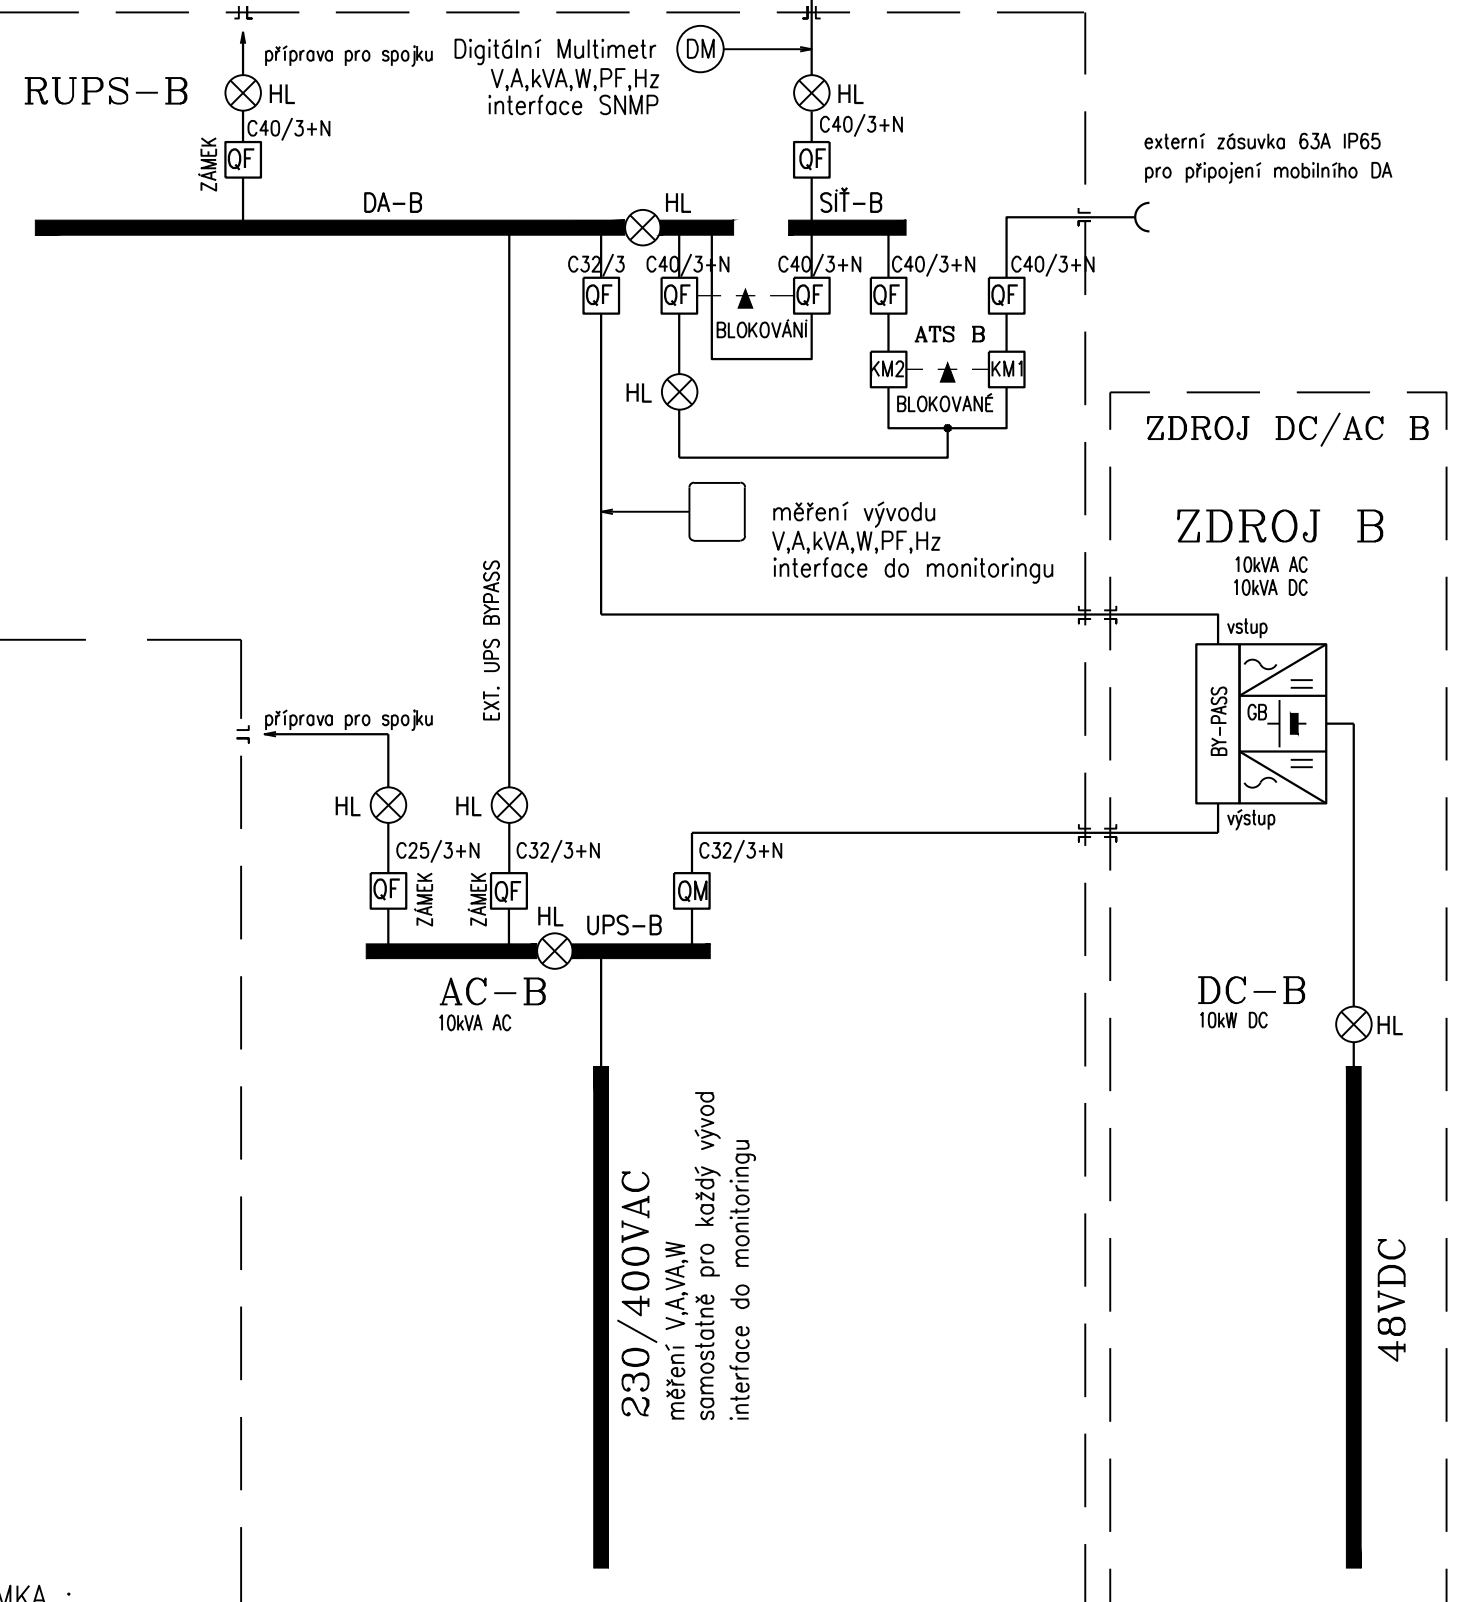 příprava pro spojku
Digitální Multimetr
V,A,kVA,W,PF,Hz
interface SNMP
DM
RUPS-B
HL
HL
C40/3+N
C40/3+N
ZÁMEK
QF
QF
externí zásuvka 63A IP65
pro připojení mobilního DA
DA-B
HL
SÍŤ-B
C32/3
C40/3+N
C40/3+N
C40/3+N
C40/3+N
QF
QF
QF
QF
QF
BLOKOVÁNÍ
ATS B
KM2
KM1
HL
BLOKOVANÉ
ZDROJ DC/AC B
měření vývodu
V,A,kVA,W,PF,Hz
interface do monitoringu
ZDROJ B
10kVA AC
10kVA DC
EXT. UPS BYPASS
vstup
BY-PASS
GB
výstup
příprava pro spojku
HL
HL
C25/3+N
C32/3+N
C32/3+N
QF
ZÁMEK
ZÁMEK
QF
QM
HL
UPS-B
AC-B
10kVA AC
DC-B
10kW DC
HL
230/400VAC
měření V,A,VA,W
samostatně pro každý vývod
interface do monitoringu
48VDC